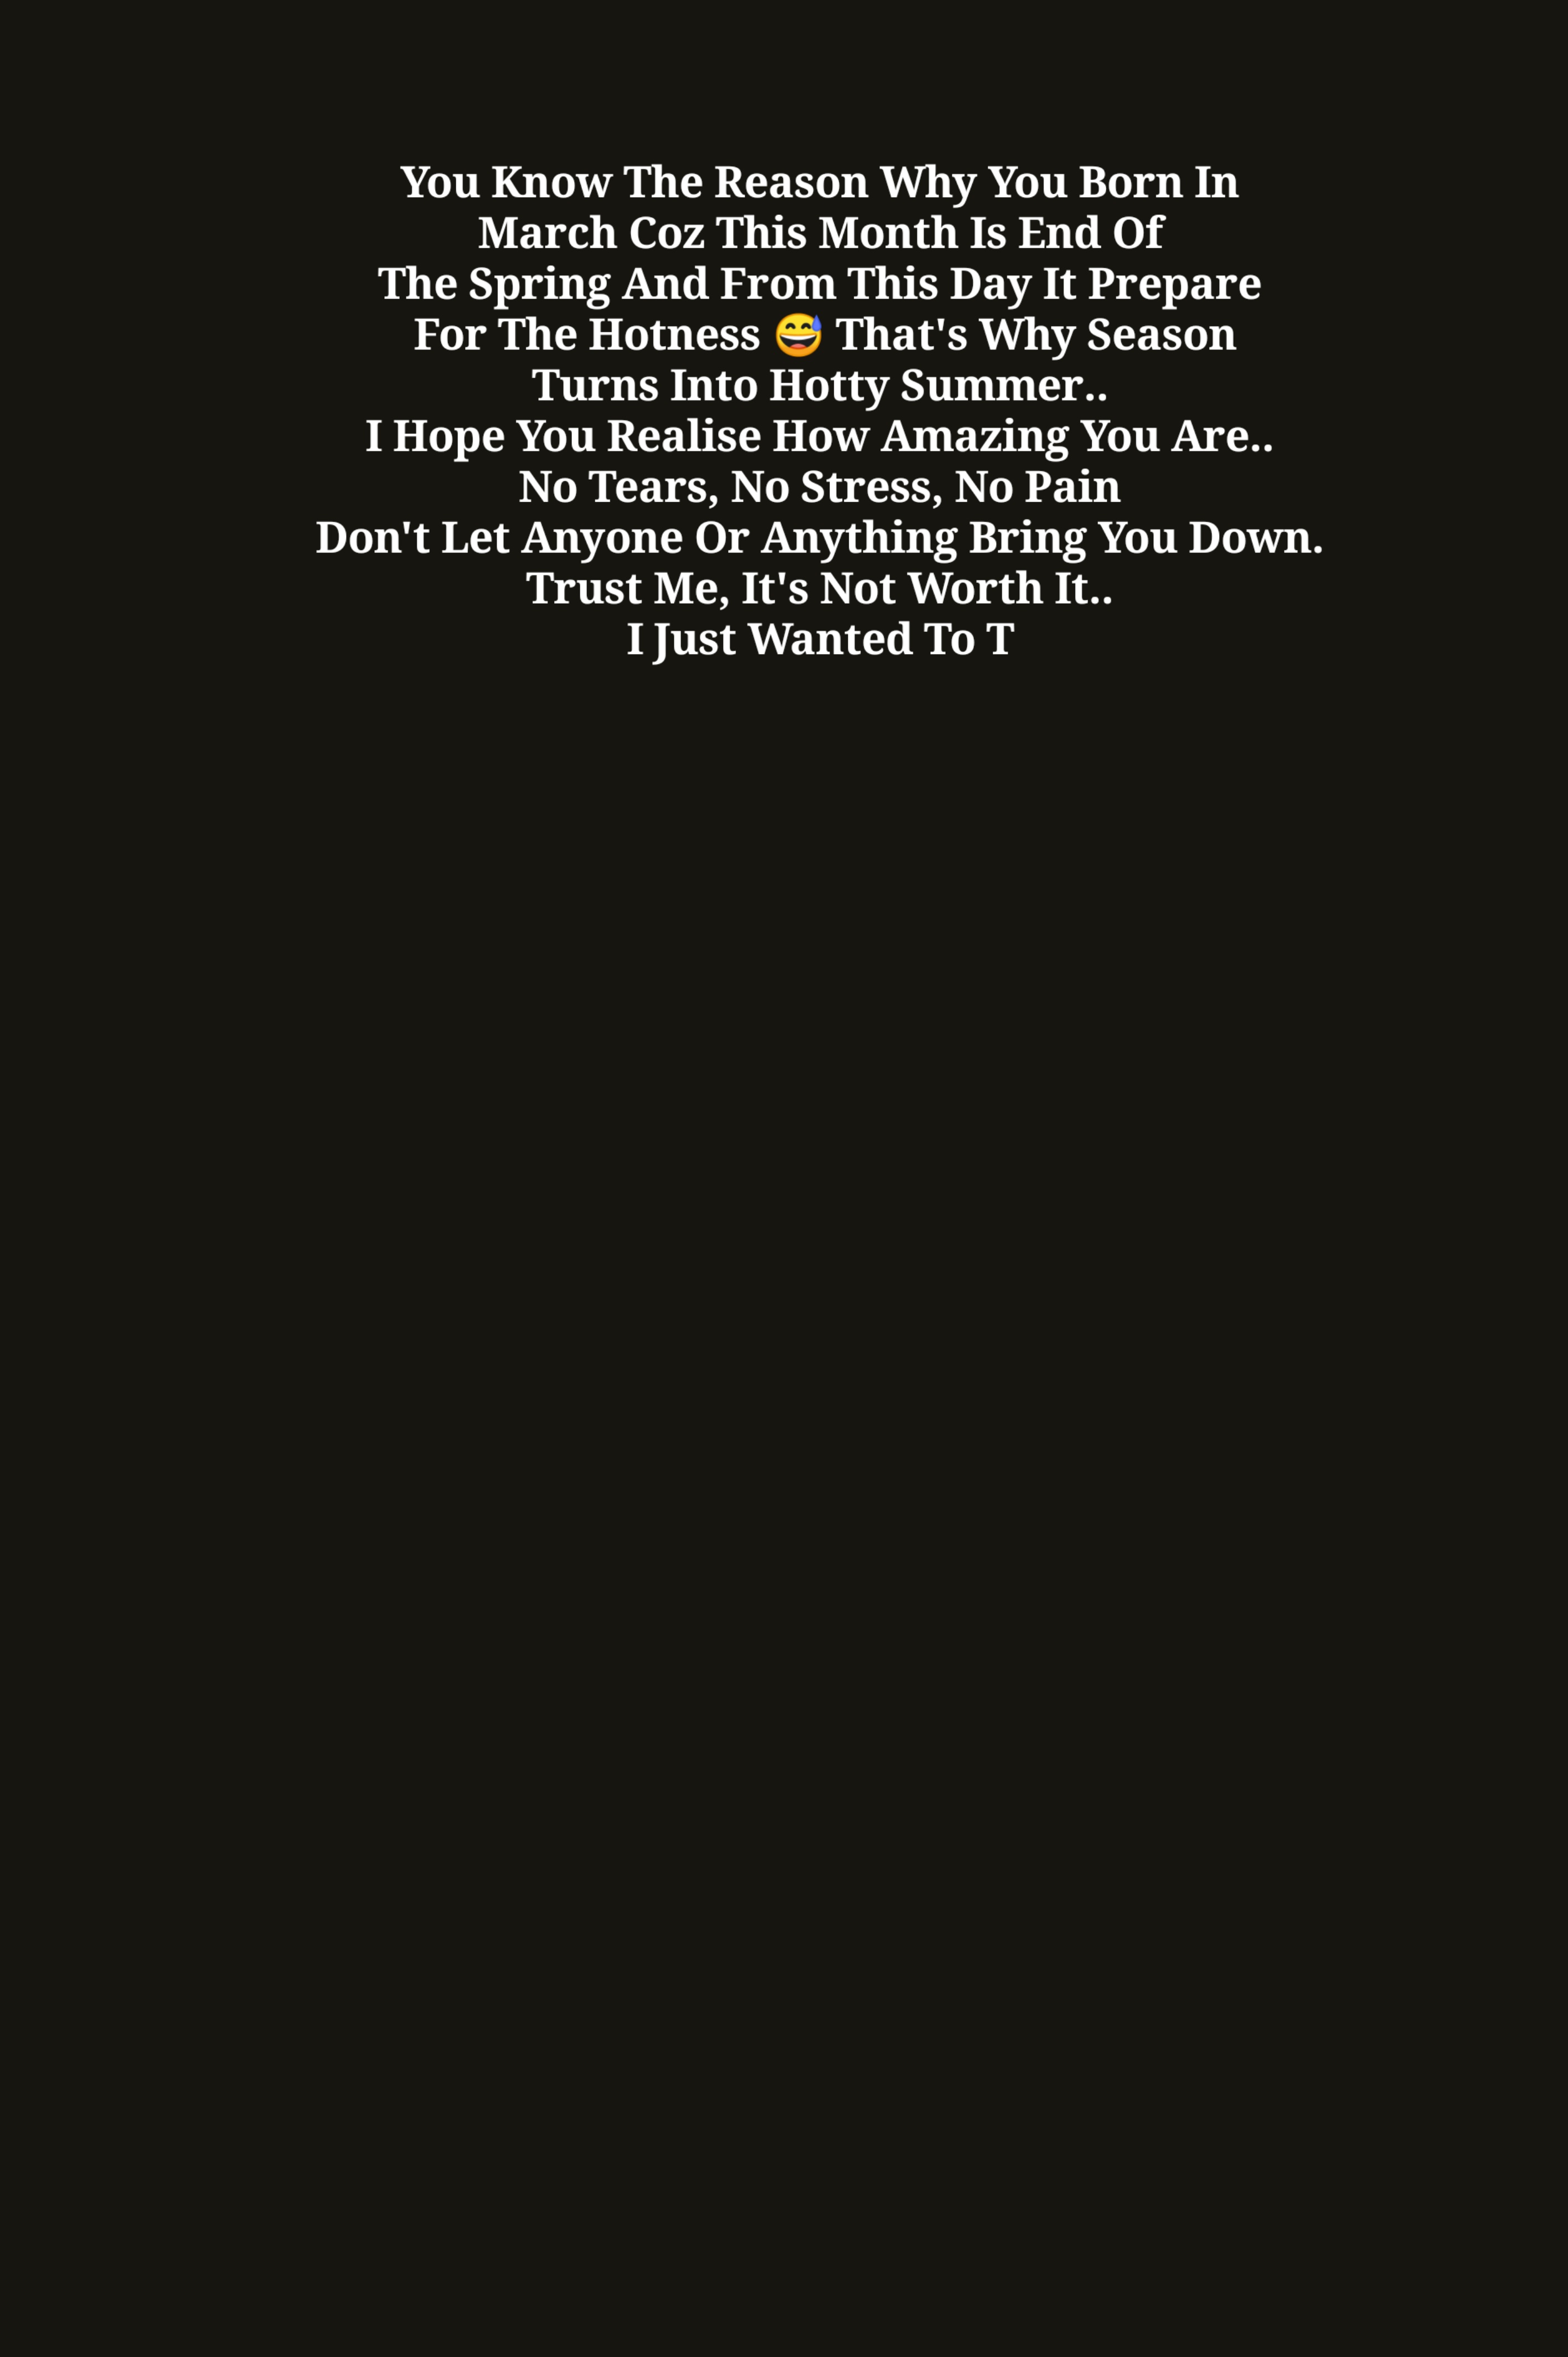 You Know The Reason Why You Born In
March Coz This Month Is End Of
The Spring And From This Day It Prepare
For The Hotness 😅 That's Why Season
Turns Into Hotty Summer..
I Hope You Realise How Amazing You Are..
No Tears, No Stress, No Pain
Don't Let Anyone Or Anything Bring You Down.
Trust Me, It's Not Worth It..
I Just Wanted To T